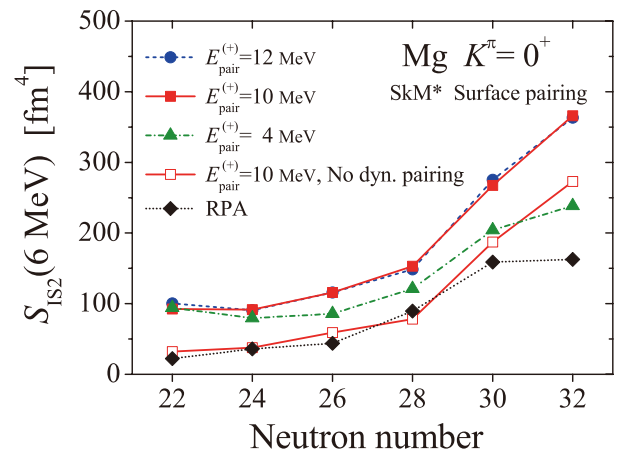 500
400
300
200
100
0
S_IS2(6 MeV) [fm^4]
E_pair^(+)=12 MeV
E_pair^(+)=10 MeV
E_pair^(+)= 4 MeV
E_pair^(+)=10 MeV, No dyn. pairing
RPA
Mg K^π=0^+
SkM* Surface pairing
22 24 26 28 30 32
Neutron number